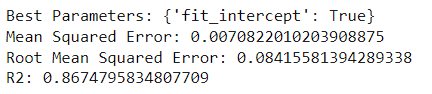 Best Parameters: {'fit_intercept': True}
Mean Squared Error: 0.0070822010203908875
Root Mean Squared Error: 0.08415581394289338
R2: 0.8674795834807709